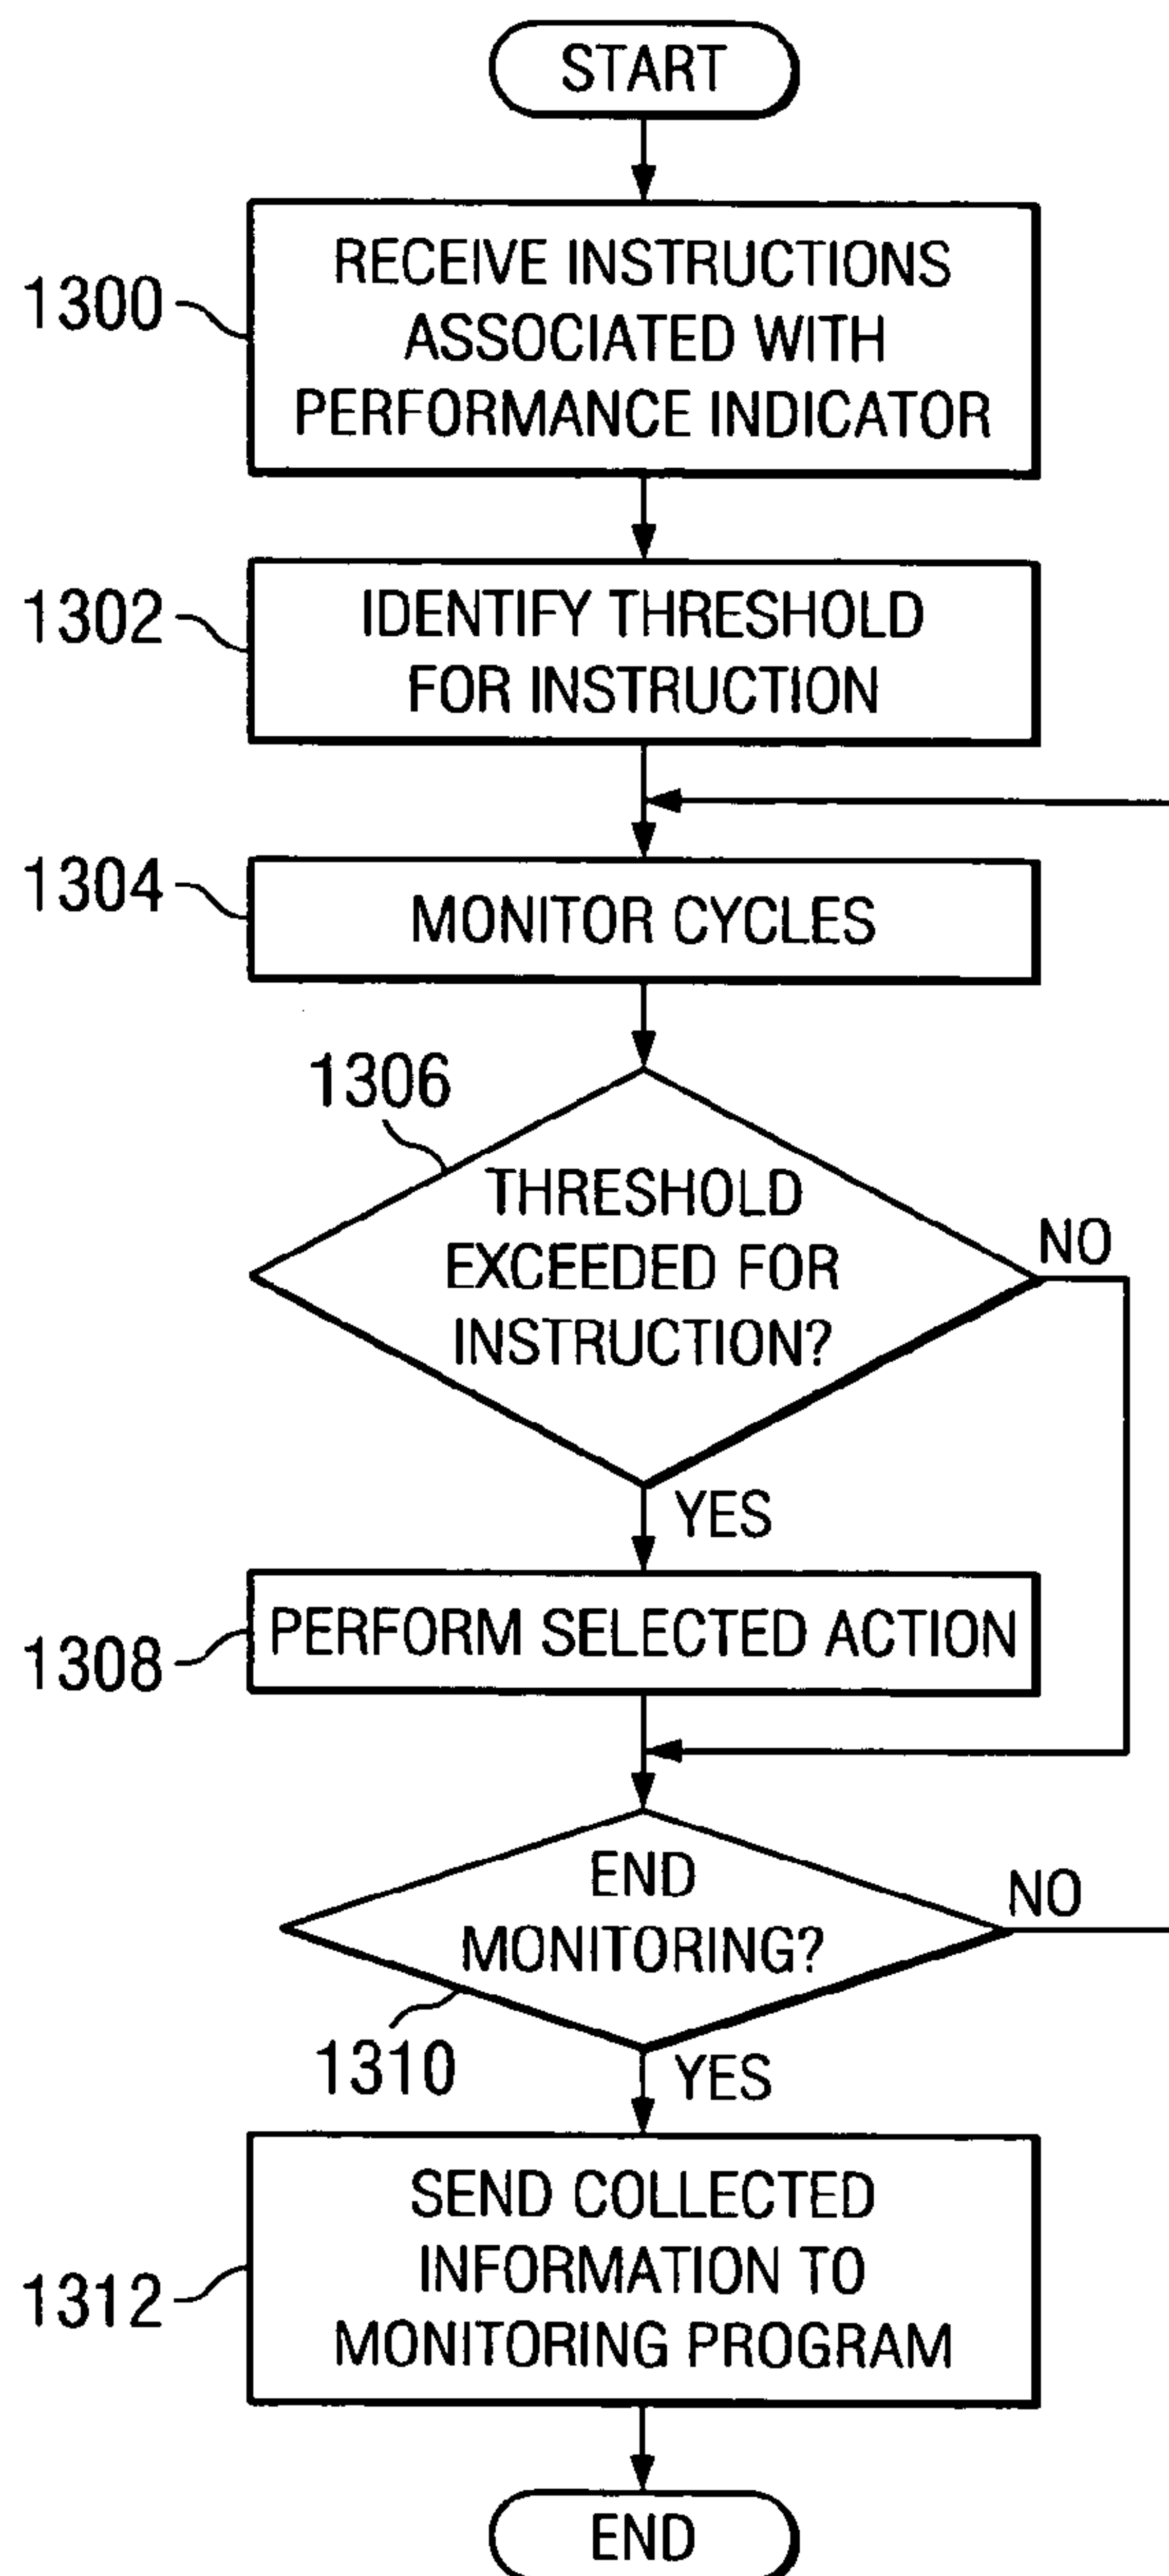 START
1300
RECEIVE INSTRUCTIONS
ASSOCIATED WITH
PERFORMANCE INDICATOR
1302
IDENTIFY THRESHOLD
FOR INSTRUCTION
1304
MONITOR CYCLES
1306
THRESHOLD
EXCEEDED FOR
INSTRUCTION?
NO
YES
1308
PERFORM SELECTED ACTION
END
MONITORING?
NO
1310
YES
1312
SEND COLLECTED
INFORMATION TO
MONITORING PROGRAM
END